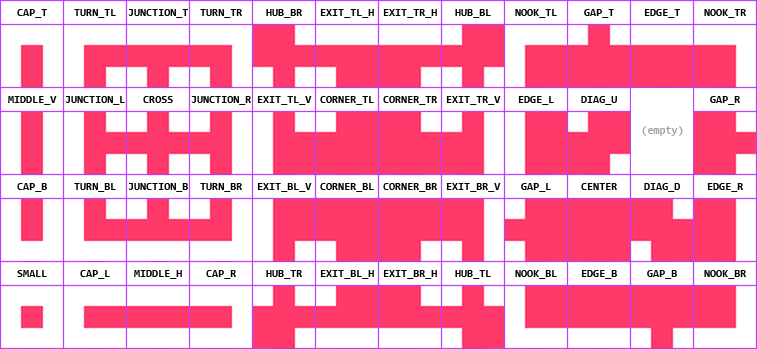 CAP_T TURN_TL JUNCTION_T TURN_TR HUB_BR EXIT_TL_H EXIT_TR_H HUB_BL NOOK_TL GAP_T EDGE_T NOOK_TR
MIDDLE_V JUNCTION_L CROSS JUNCTION_R EXIT_TL_V CORNER_TL CORNER_TR EXIT_TR_V EDGE_L DIAG_U GAP_R
(empty)
CAP_B TURN_BL JUNCTION_B TURN_BR EXIT_BL_V CORNER_BL CORNER_BR EXIT_BR_V GAP_L CENTER DIAG_D EDGE_R
SMALL CAP_L MIDDLE_H CAP_R HUB_TR EXIT_BL_H EXIT_BR_H HUB_TL NOOK_BL EDGE_B GAP_B NOOK_BR